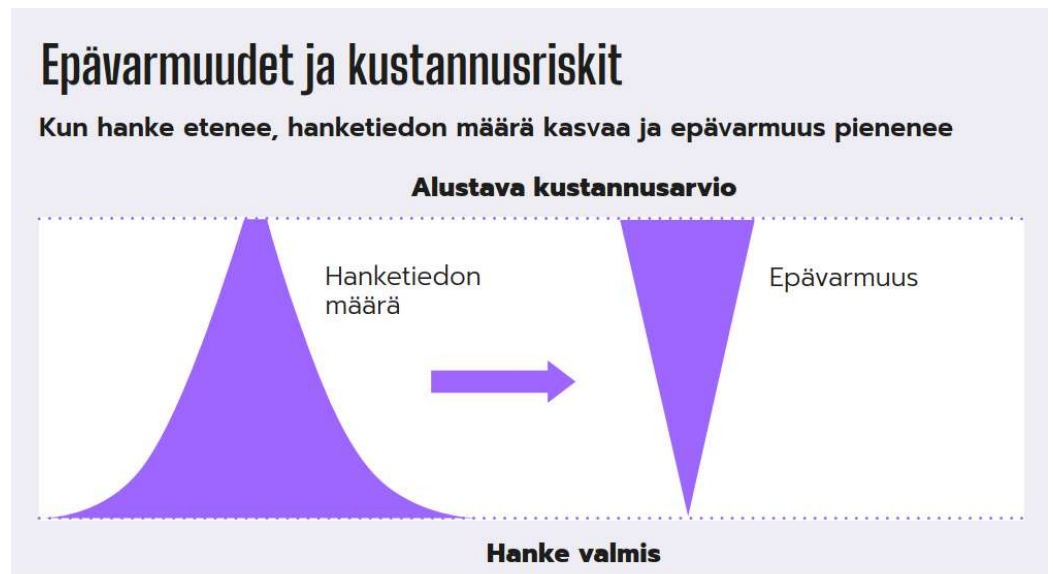 Epävarmuudet ja kustannusriskit
Kun hanke etenee, hanketiedon määrä kasvaa ja epävarmuus pienenee
Alustava kustannusarvio
Hanketiedon
määrä
Epävarmuus
Hanke valmis